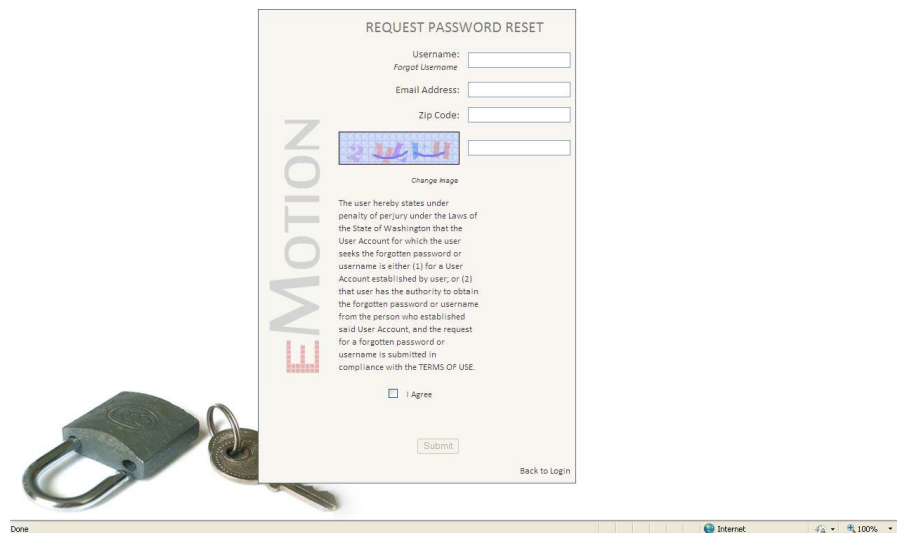 REQUEST PASSWORD RESET
Username:
Forgot Username
Email Address:
Zip Code:
Change Image
EMOTION
The user hereby states under
penalty of perjury under the Laws of
the State of Washington that the
User Account for which the user
seeks the forgotten password or
username is either (1) for a User
Account established by user; or (2)
that user has the authority to obtain
the forgotten password or username
from the person who established
said User Account, and the request
for a forgotten password or
username is submitted in
compliance with the TERMS OF USE.
I Agree
Submit
Back to Login
Done
Internet
100%